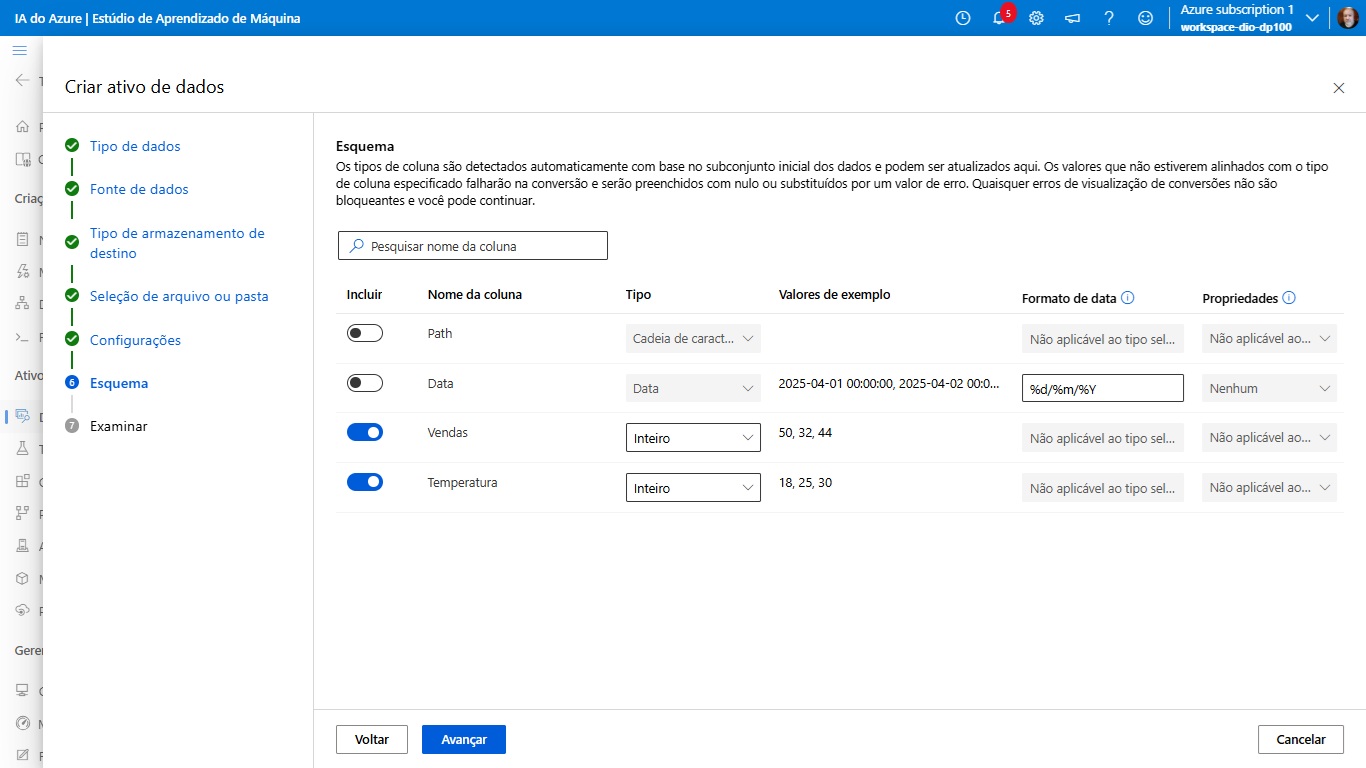 IA do Azure | Estúdio de Aprendizado de Máquina
5
Azure subscription 1
workspace-dio-dp100
Criar ativo de dados
Criaç
Ativo
Geren
Tipo de dados
Fonte de dados
Tipo de armazenamento de
destino
Seleção de arquivo ou pasta
Configurações
6 Esquema
7 Examinar
Esquema
Os tipos de coluna são detectados automaticamente com base no subconjunto inicial dos dados e podem ser atualizados aqui. Os valores que não estiverem alinhados com o tipo
de coluna especificado falharão na conversão e serão preenchidos com nulo ou substituídos por um valor de erro. Quaisquer erros de visualização de conversões não são
bloqueantes e você pode continuar.
Pesquisar nome da coluna
Incluir Nome da coluna Tipo Valores de exemplo Formato de data Propriedades
Path Cadeia de caract... Não aplicável ao tipo sel... Não aplicável ao...
Data Data 2025-04-01 00:00:00, 2025-04-02 00:0... %d/%m/%Y Nenhum
Vendas Inteiro 50, 32, 44 Não aplicável ao tipo sel... Não aplicável ao...
Temperatura Inteiro 18, 25, 30 Não aplicável ao tipo sel... Não aplicável ao...
Voltar Avançar Cancelar